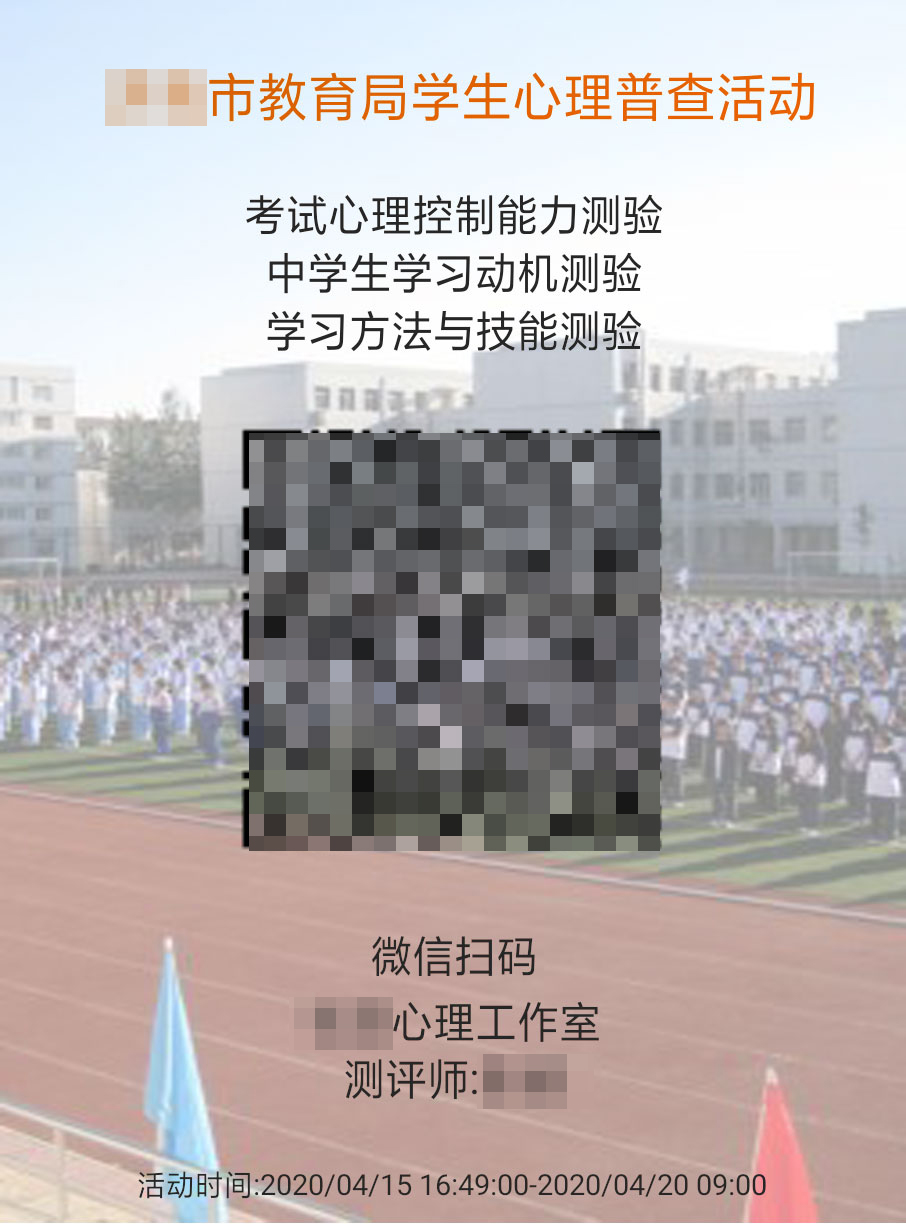 市教育局学生心理普查活动
考试心理控制能力测验
中学生学习动机测验
学习方法与技能测验
微信扫码
心理工作室
测评师:
活动时间:2020/04/15 16:49:00-2020/04/20 09:00